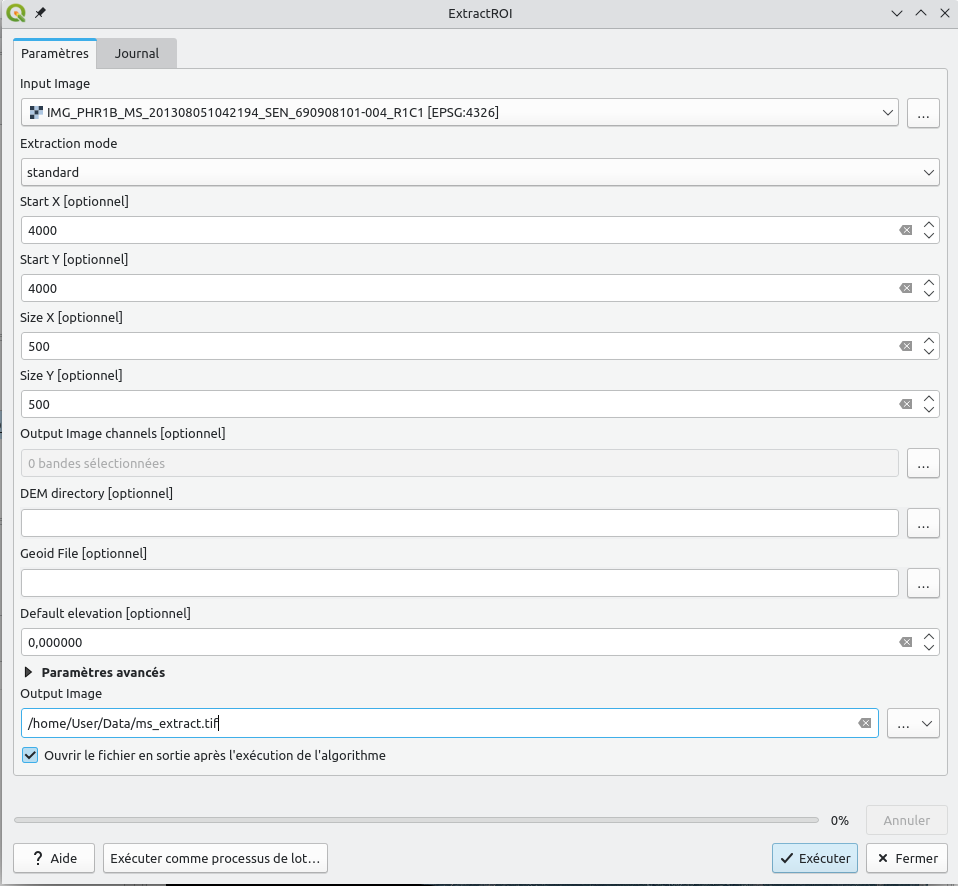 ExtractROI
Paramètres
Journal
Input Image
IMG_PHR1B_MS_201308051042194_SEN_690908101-004_R1C1 [EPSG:4326]
...
Extraction mode
standard
Start X [optionnel]
4000
Start Y [optionnel]
4000
Size X [optionnel]
500
Size Y [optionnel]
500
Output Image channels [optionnel]
0 bandes sélectionnées
...
DEM directory [optionnel]
...
Geoid File [optionnel]
...
Default elevation [optionnel]
0,000000
Paramètres avancés
Output Image
/home/User/Data/ms_extract.tif
...
Ouvrir le fichier en sortie après l'exécution de l'algorithme
0%
Annuler
? Aide
Exécuter comme processus de lot…
Exécuter
Fermer